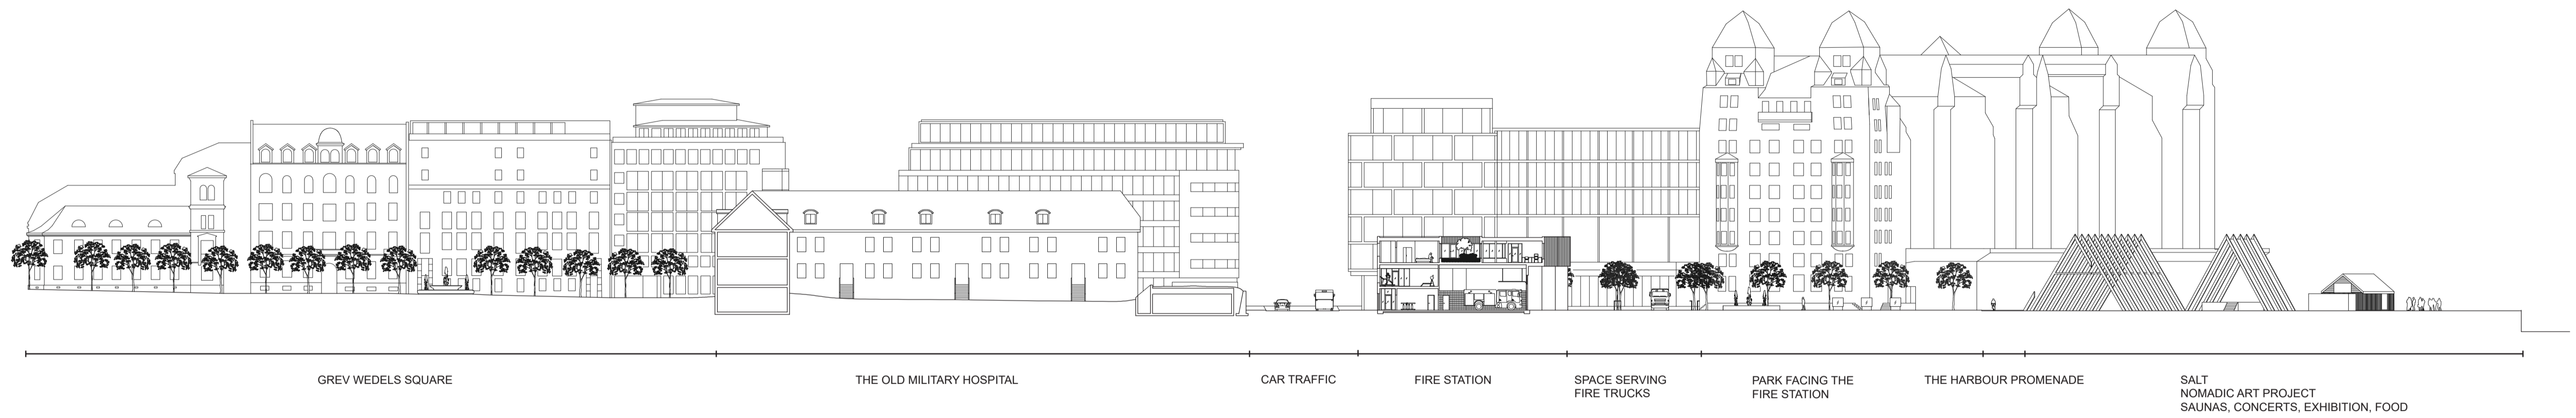 GREV WEDELS SQUARE
THE OLD MILITARY HOSPITAL
CAR TRAFFIC
FIRE STATION
SPACE SERVING
FIRE TRUCKS
PARK FACING THE
FIRE STATION
THE HARBOUR PROMENADE
SALT
NOMADIC ART PROJECT
SAUNAS, CONCERTS, EXHIBITION, FOOD